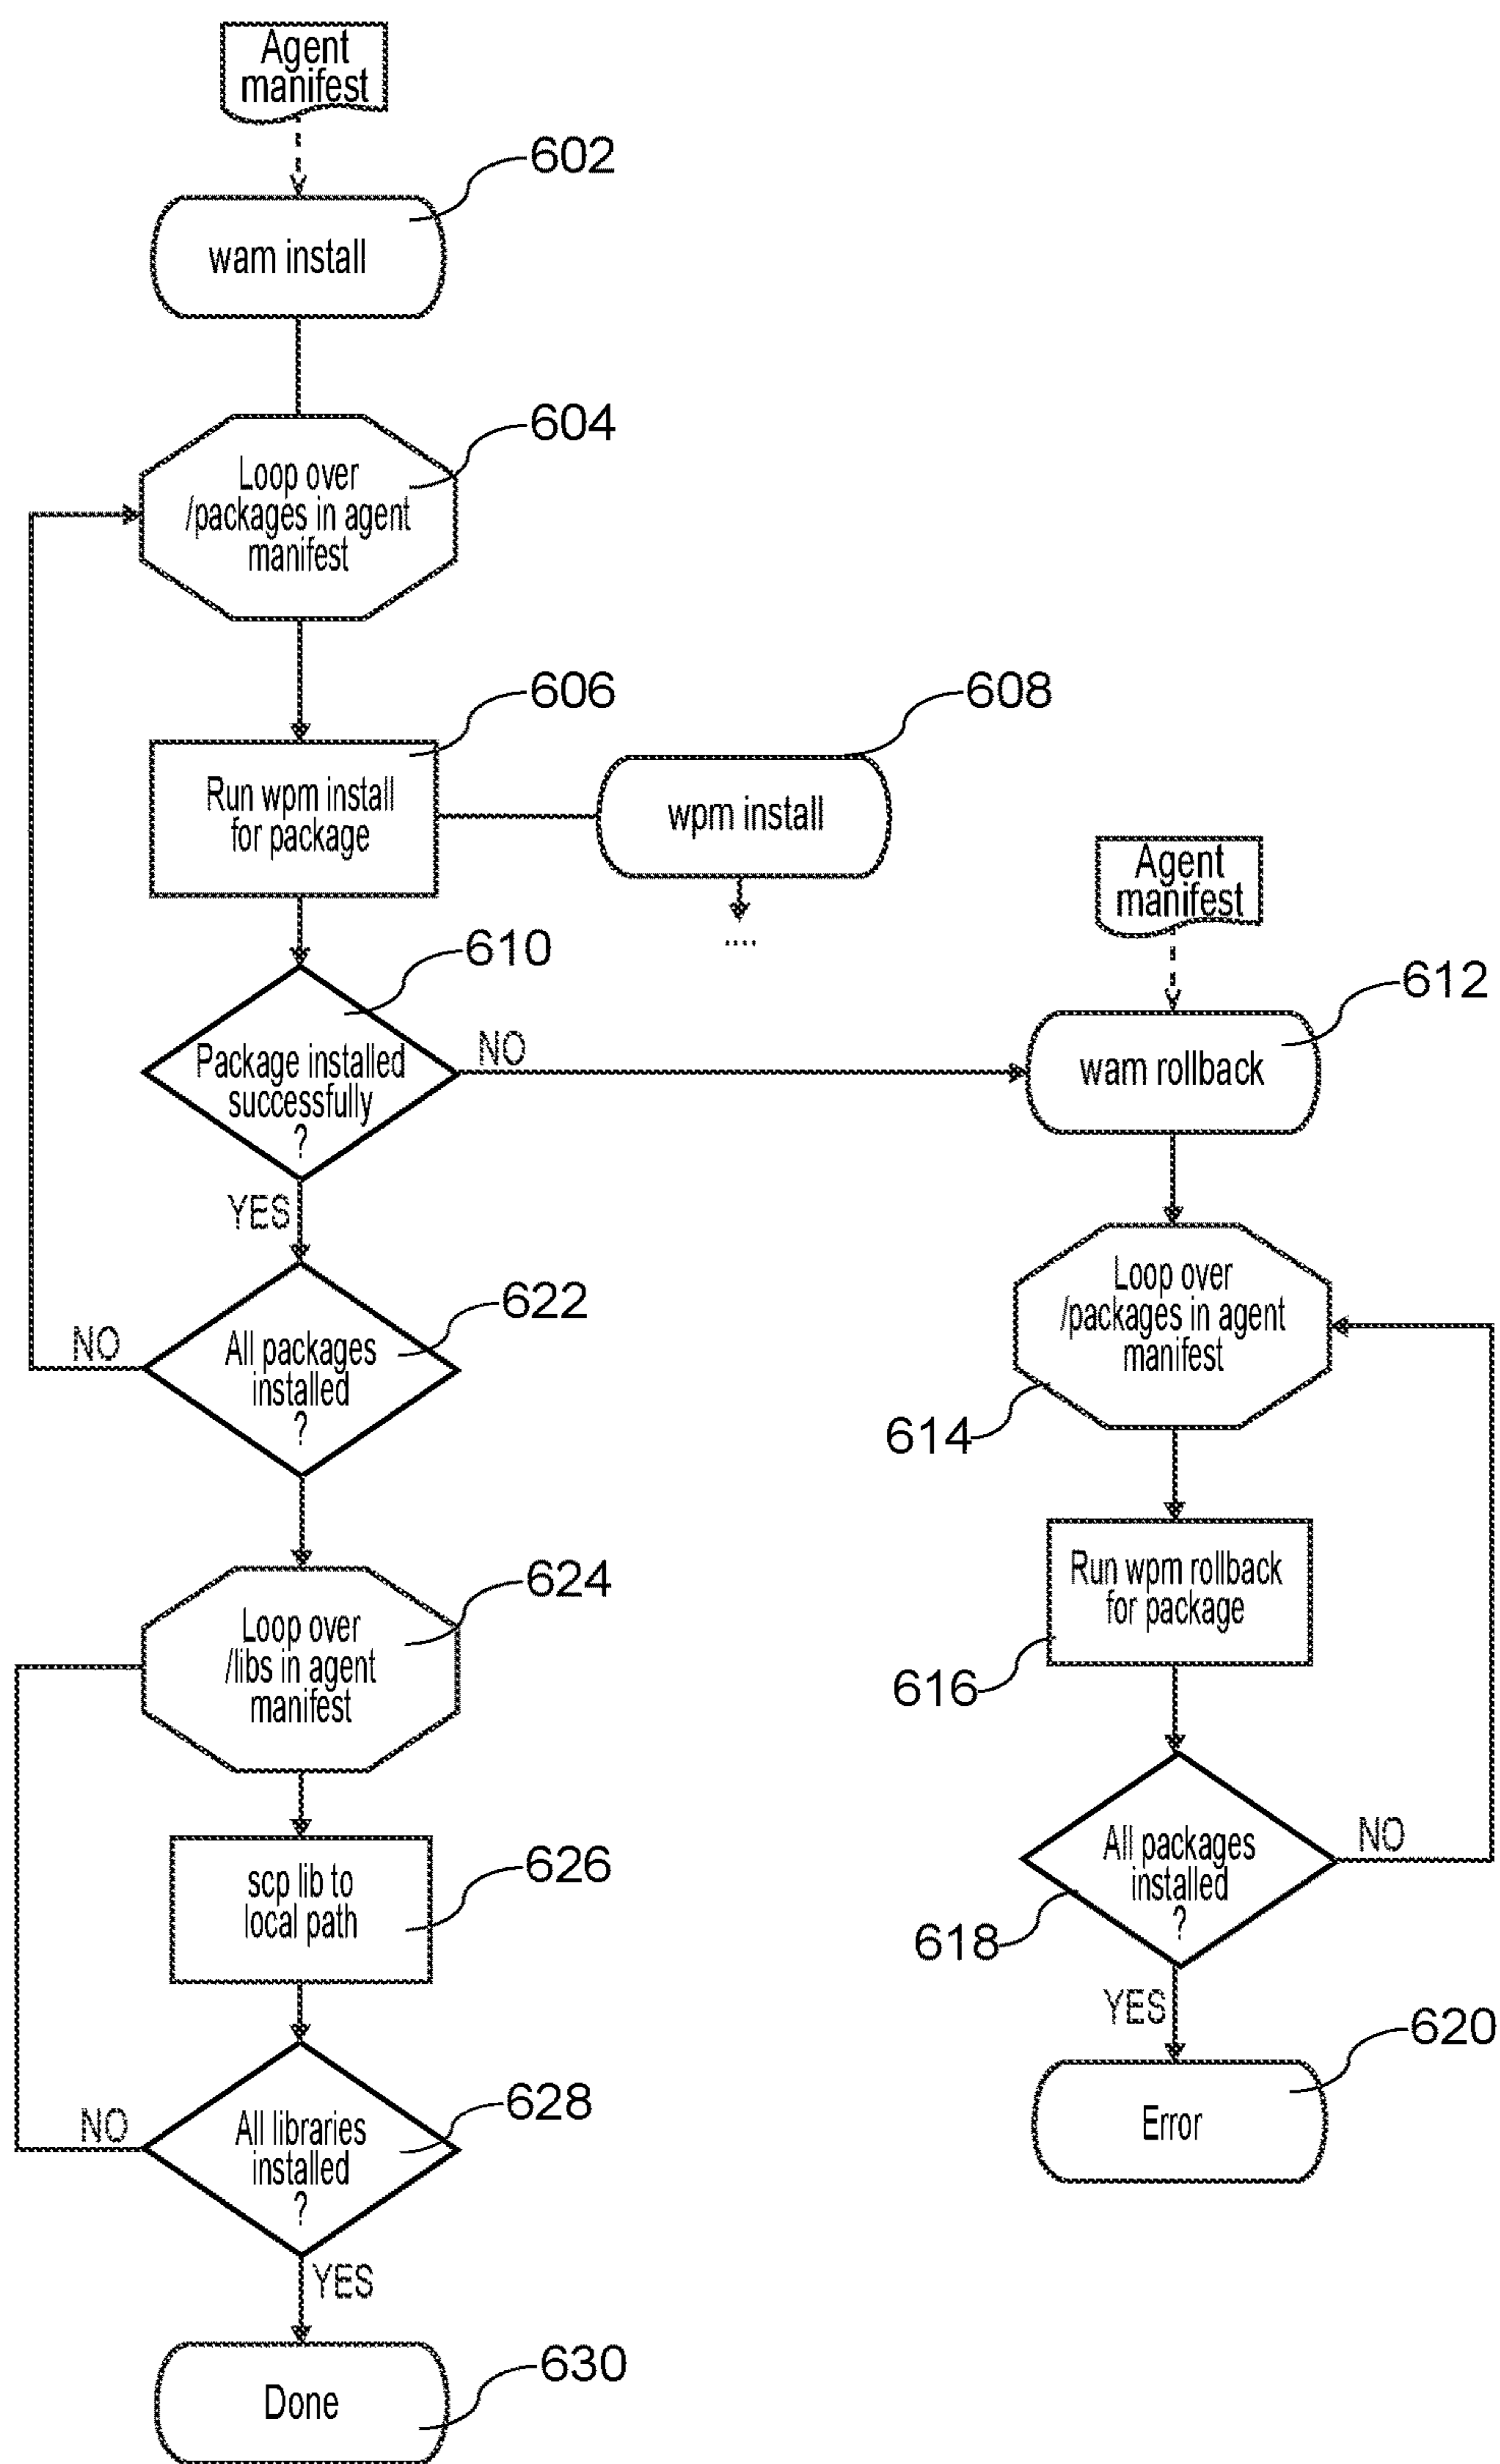 Agent
manifest
602
wam install
604
Loop over
/packages in agent
manifest
606
Run wpm install
for package
608
wpm install
....
610
Package installed
successfully
?
NO
YES
622
All packages
installed
?
NO
624
Loop over
/libs in agent
manifest
626
scp lib to
local path
628
All libraries
installed
?
NO
YES
630
Done
Agent
manifest
612
wam rollback
Loop over
/packages in agent
manifest
614
Run wpm rollback
for package
616
All packages
installed
?
NO
618
YES
620
Error